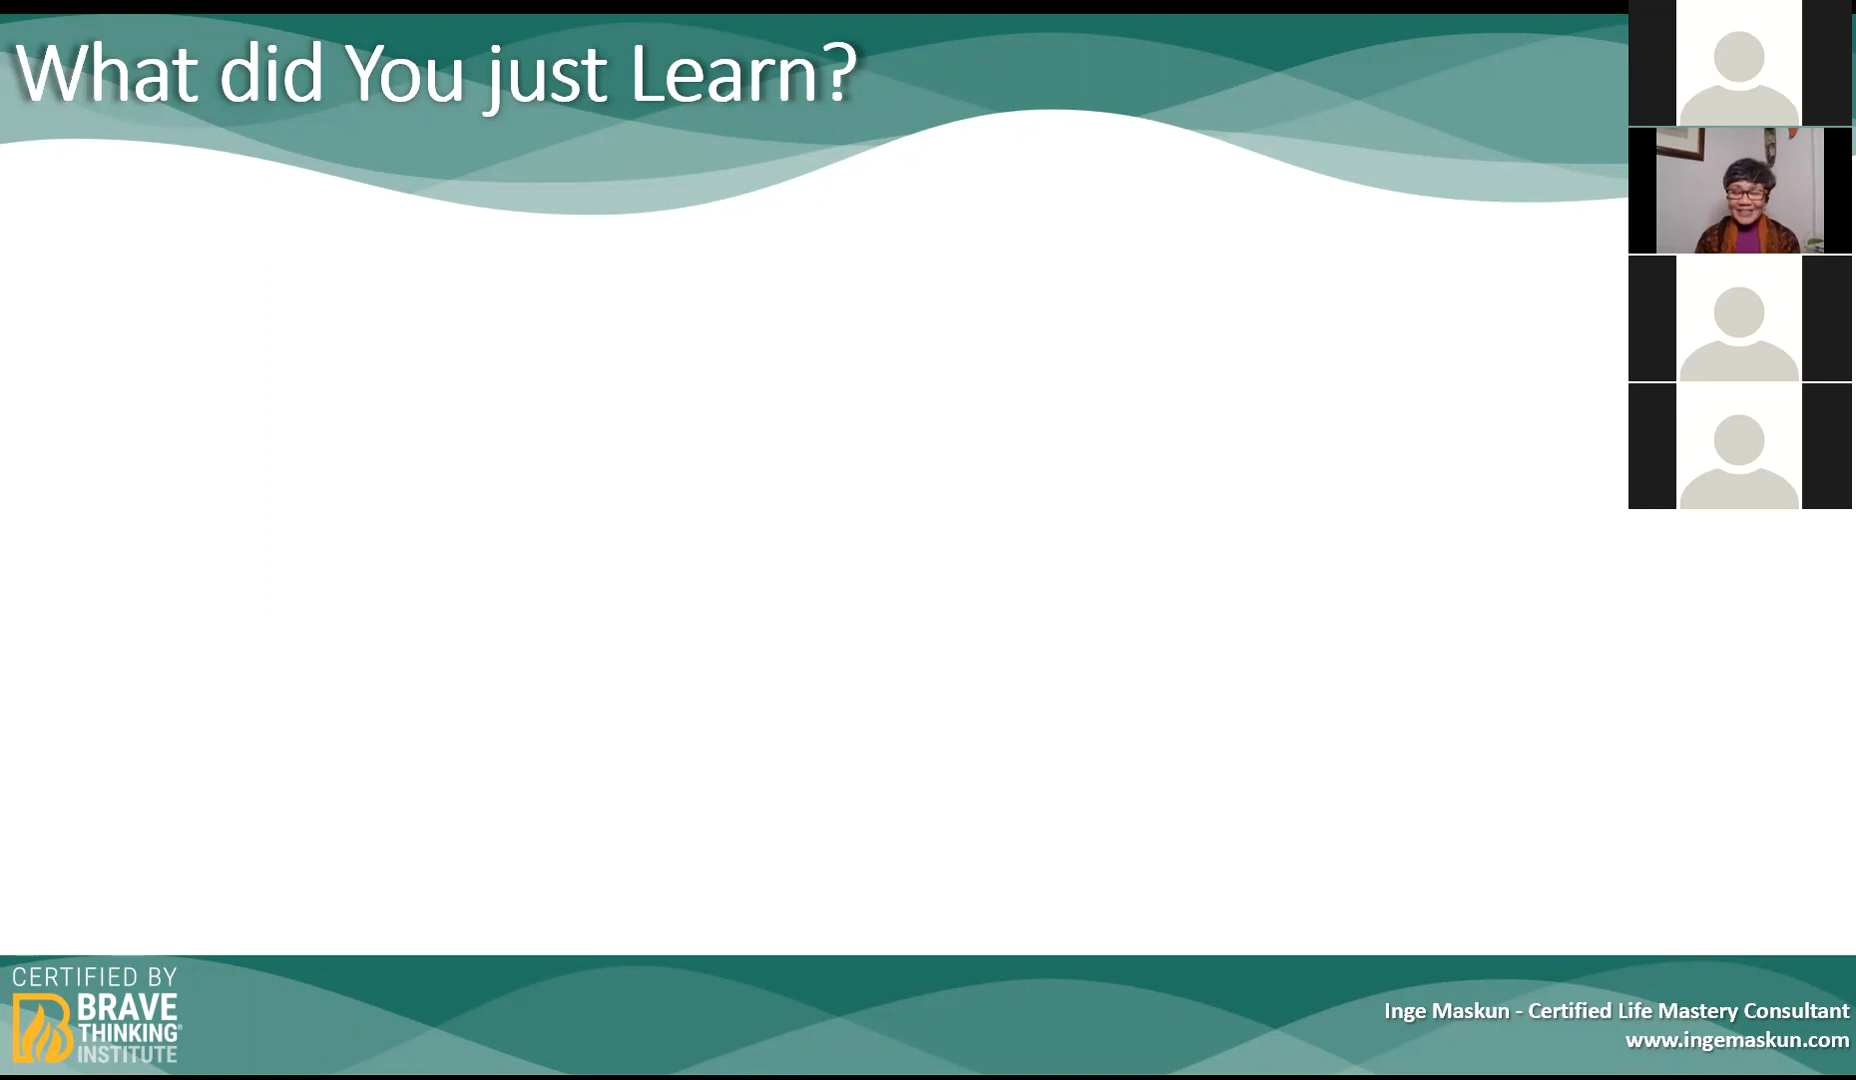 What did You just Learn?
CERTIFIED BY
BRAVE
THINKING®
INSTITUTE
Inge Maskun - Certified Life Mastery Consultant
www.ingemaskun.com